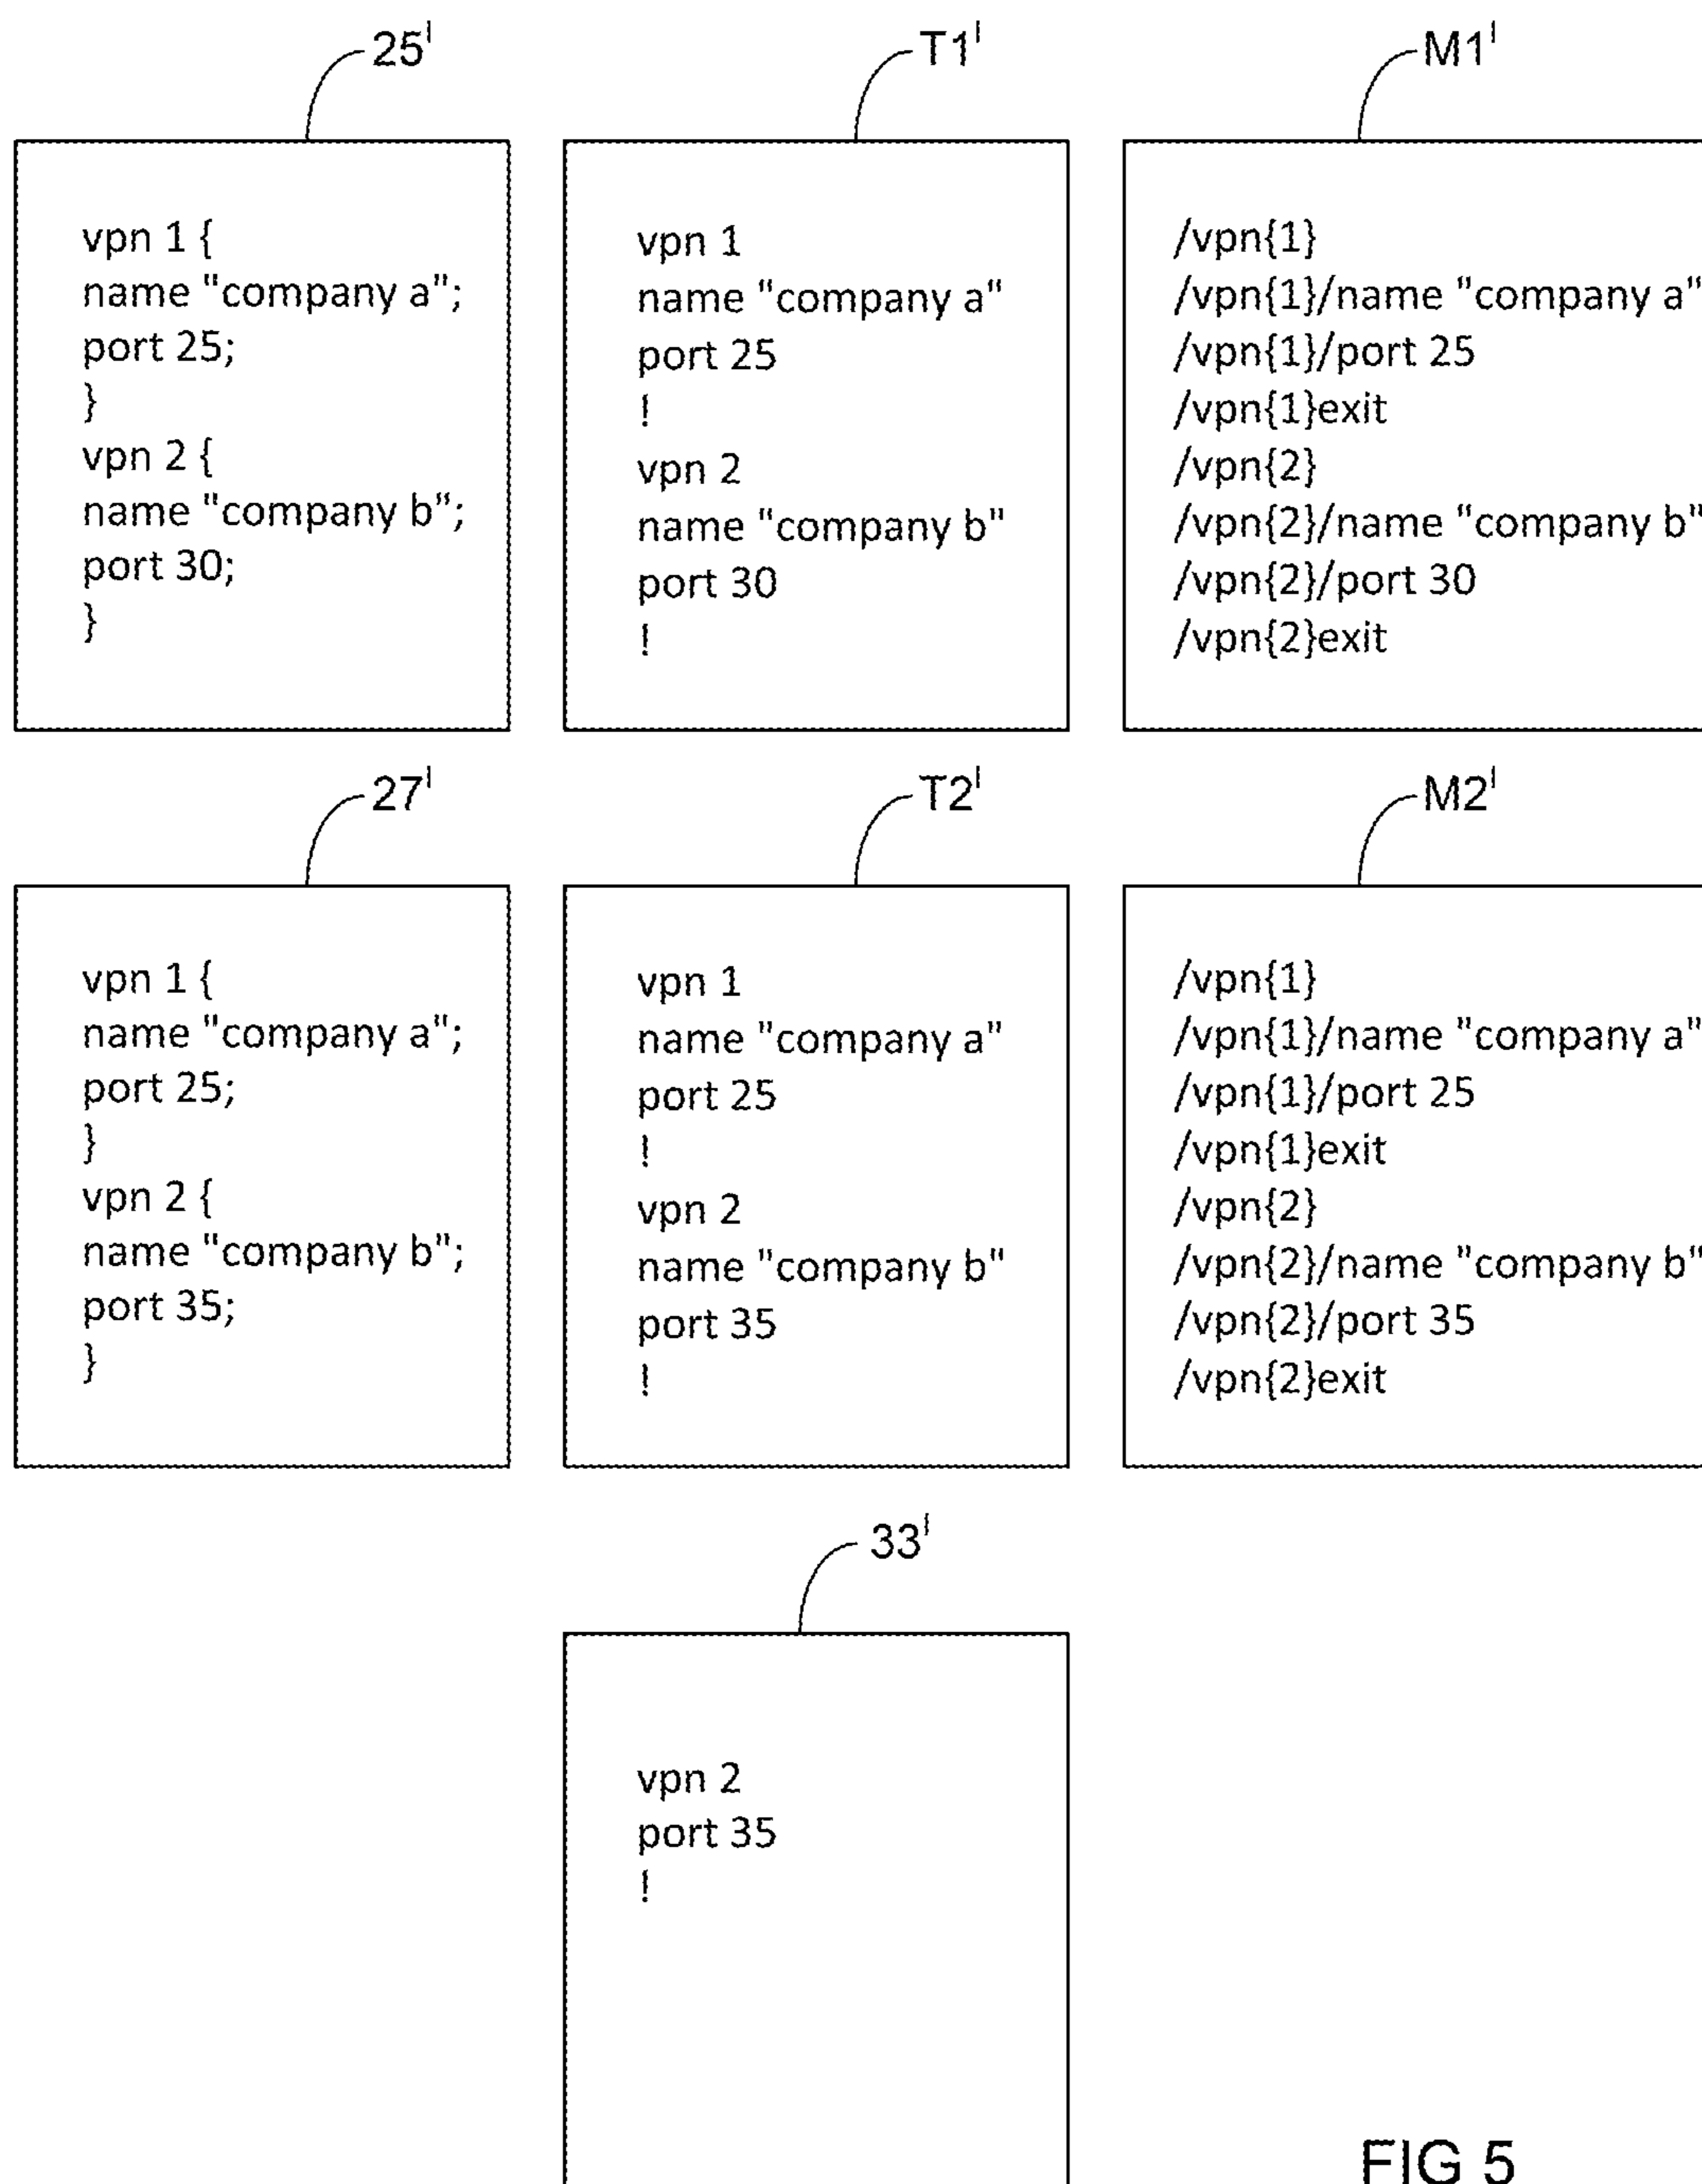 25'
vpn 1 {
name "company a";
port 25;
}
vpn 2 {
name "company b";
port 30;
}
T1'
vpn 1
name "company a"
port 25
!
vpn 2
name "company b"
port 30
!
M1'
/vpn{1}
/vpn{1}/name "company a"
/vpn{1}/port 25
/vpn{1}exit
/vpn{2}
/vpn{2}/name "company b"
/vpn{2}/port 30
/vpn{2}exit
27'
vpn 1 {
name "company a";
port 25;
}
vpn 2 {
name "company b";
port 35;
}
T2'
vpn 1
name "company a"
port 25
!
vpn 2
name "company b"
port 35
!
M2'
/vpn{1}
/vpn{1}/name "company a"
/vpn{1}/port 25
/vpn{1}exit
/vpn{2}
/vpn{2}/name "company b"
/vpn{2}/port 35
/vpn{2}exit
33'
vpn 2
port 35
!
FIG 5